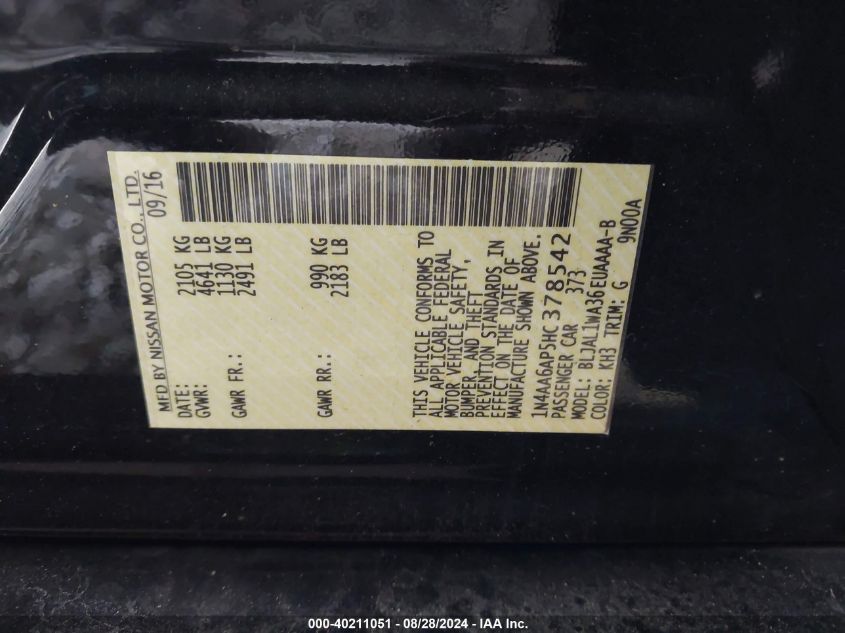 MFD BY NISSAN MOTOR CO., LTD.
DATE: 09/16
GVWR: 2105 KG
4641 LB
GAWR FR.: 1130 KG
2491 LB
GAWR RR.: 990 KG
2183 LB
THIS VEHICLE CONFORMS TO
ALL APPLICABLE FEDERAL
MOTOR VEHICLE SAFETY,
BUMPER, AND THEFT
PREVENTION STANDARDS IN
EFFECT ON THE DATE OF
MANUFACTURE SHOWN ABOVE.
1N4AA6AP5HC378542
PASSENGER CAR 373
MODEL: BLJAL1WA36EUAAAA-B
COLOR: KH3 TRIM: G 9N00A
000-40211051 - 08/28/2024 - IAA Inc.